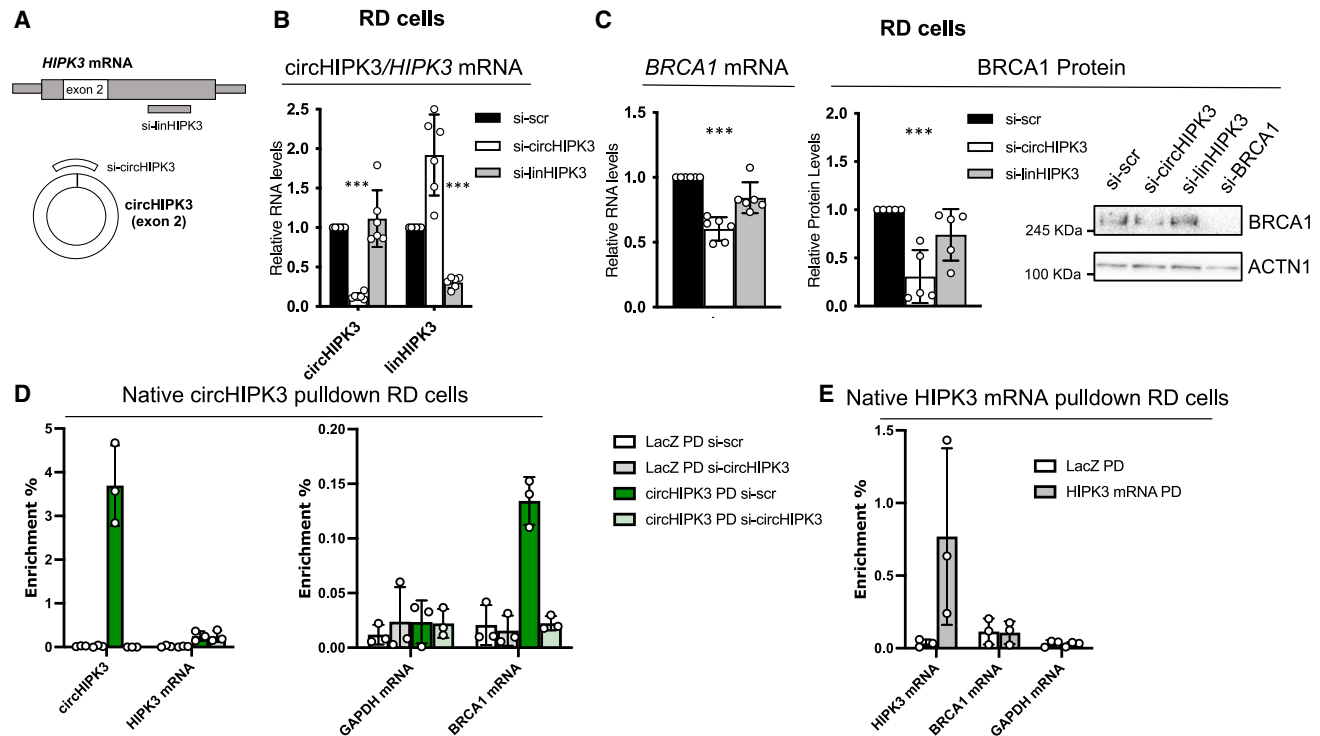 A
HIPK3 mRNA
exon 2
si-linHIPK3
si-circHIPK3
circHIPK3
(exon 2)
B
RD cells
circHIPK3/HIPK3 mRNA
Relative RNA levels
2.5
2.0
1.5
1.0
0.5
0.0
***
***
circHIPK3
linHIPK3
si-scr
si-circHIPK3
si-linHIPK3
C
RD cells
BRCA1 mRNA
Relative RNA levels
1.5
1.0
0.5
0.0
***
BRCA1 Protein
Relative Protein Levels
2.0
1.5
1.0
0.5
0.0
***
si-scr
si-circHIPK3
si-linHIPK3
si-scr
si-circHIPK3
si-linHIPK3
si-BRCA1
245 KDa
BRCA1
100 KDa
ACTN1
D
Native circHIPK3 pulldown RD cells
Enrichment %
5
4
3
2
1
0
circHIPK3
HIPK3 mRNA
Enrichment %
0.20
0.15
0.10
0.05
0.00
GAPDH mRNA
BRCA1 mRNA
LacZ PD si-scr
LacZ PD si-circHIPK3
circHIPK3 PD si-scr
circHIPK3 PD si-circHIPK3
E
Native HIPK3 mRNA pulldown RD cells
Enrichment %
1.5
1.0
0.5
0.0
HIPK3 mRNA
BRCA1 mRNA
GAPDH mRNA
LacZ PD
HIPK3 mRNA PD